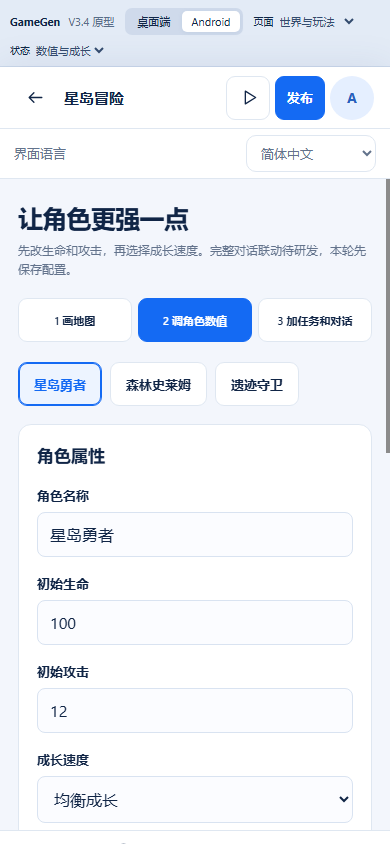 GameGen V3.4 原型 桌面端 Android 页面 世界与玩法
状态 数值与成长
星岛冒险 发布 A
界面语言 简体中文
让角色更强一点
先改生命和攻击，再选择成长速度。完整对话联动待研发，本轮先
保存配置。
1 画地图 2 调角色数值 3 加任务和对话
星岛勇者 森林史莱姆 遗迹守卫
角色属性
角色名称
星岛勇者
初始生命
100
初始攻击
12
成长速度
均衡成长